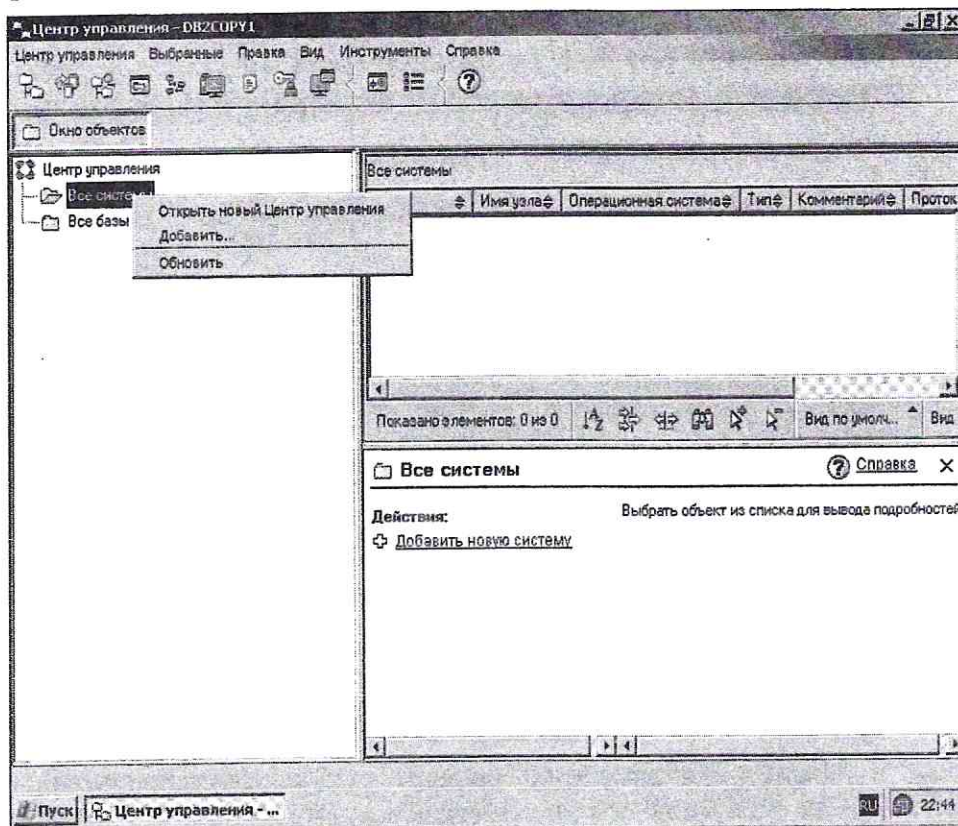 Центр управления – DB2COPY1
Центр управления Выбранные Правка Вид Инструменты Справка
Окно объектов
Центр управления
Все системы
Все базы
Открыть новый Центр управления
Добавить...
Обновить
Все системы
Имя узла Операционная система Тип Комментарий Проток
Показано элементов: 0 из 0 Вид по умолч... Вид
Все системы Справка
Действия: Выбрать объект из списка для вывода подробностей
Добавить новую систему
Пуск Центр управления - ... RU 22:44